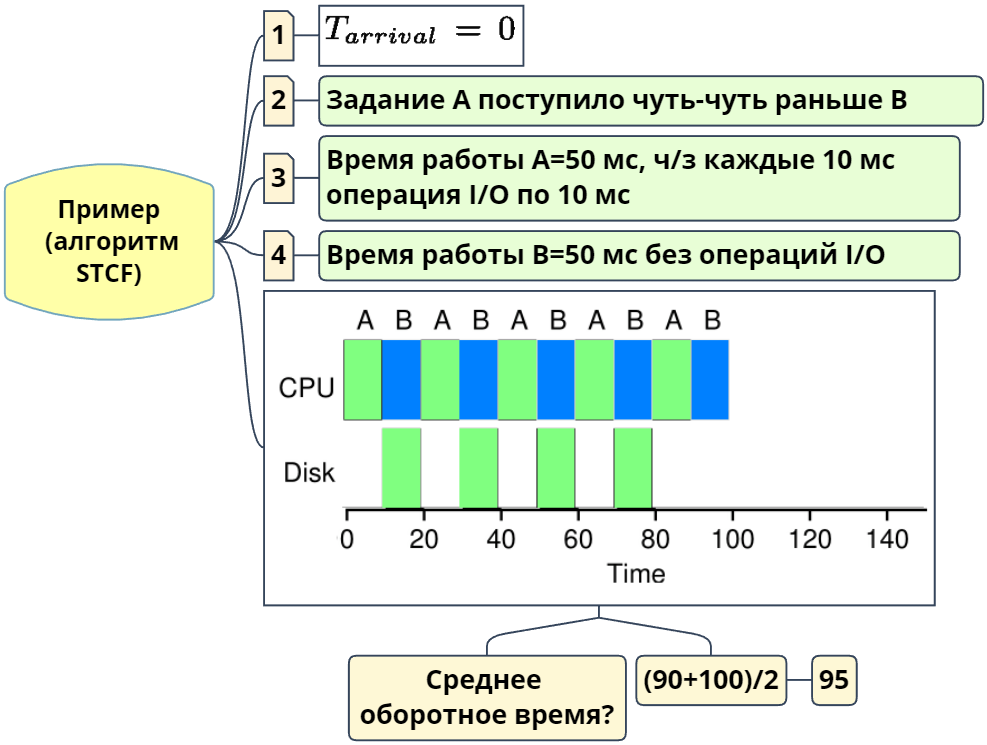 Пример
(алгоритм
STCF)
1
T_arrival = 0
2
Задание A поступило чуть-чуть раньше B
3
Время работы A=50 мс, ч/з каждые 10 мс
операция I/O по 10 мс
4
Время работы B=50 мс без операций I/O
A B A B A B A B A B
CPU
Disk
0 20 40 60 80 100 120 140
Time
Среднее
оборотное время?
(90+100)/2
95